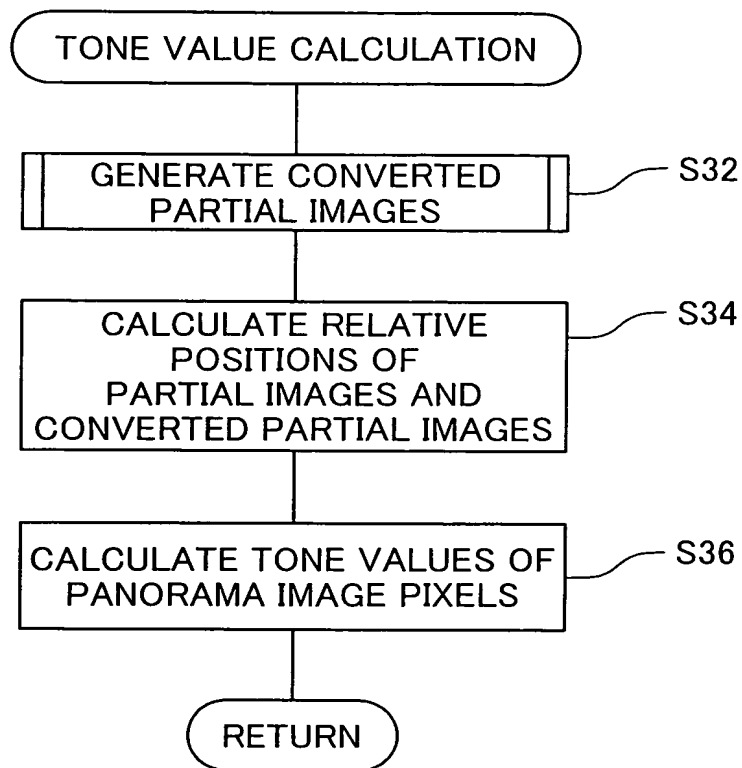 TONE VALUE CALCULATION
GENERATE CONVERTED
PARTIAL IMAGES
S32
CALCULATE RELATIVE
POSITIONS OF
PARTIAL IMAGES AND
CONVERTED PARTIAL IMAGES
S34
CALCULATE TONE VALUES OF
PANORAMA IMAGE PIXELS
S36
RETURN